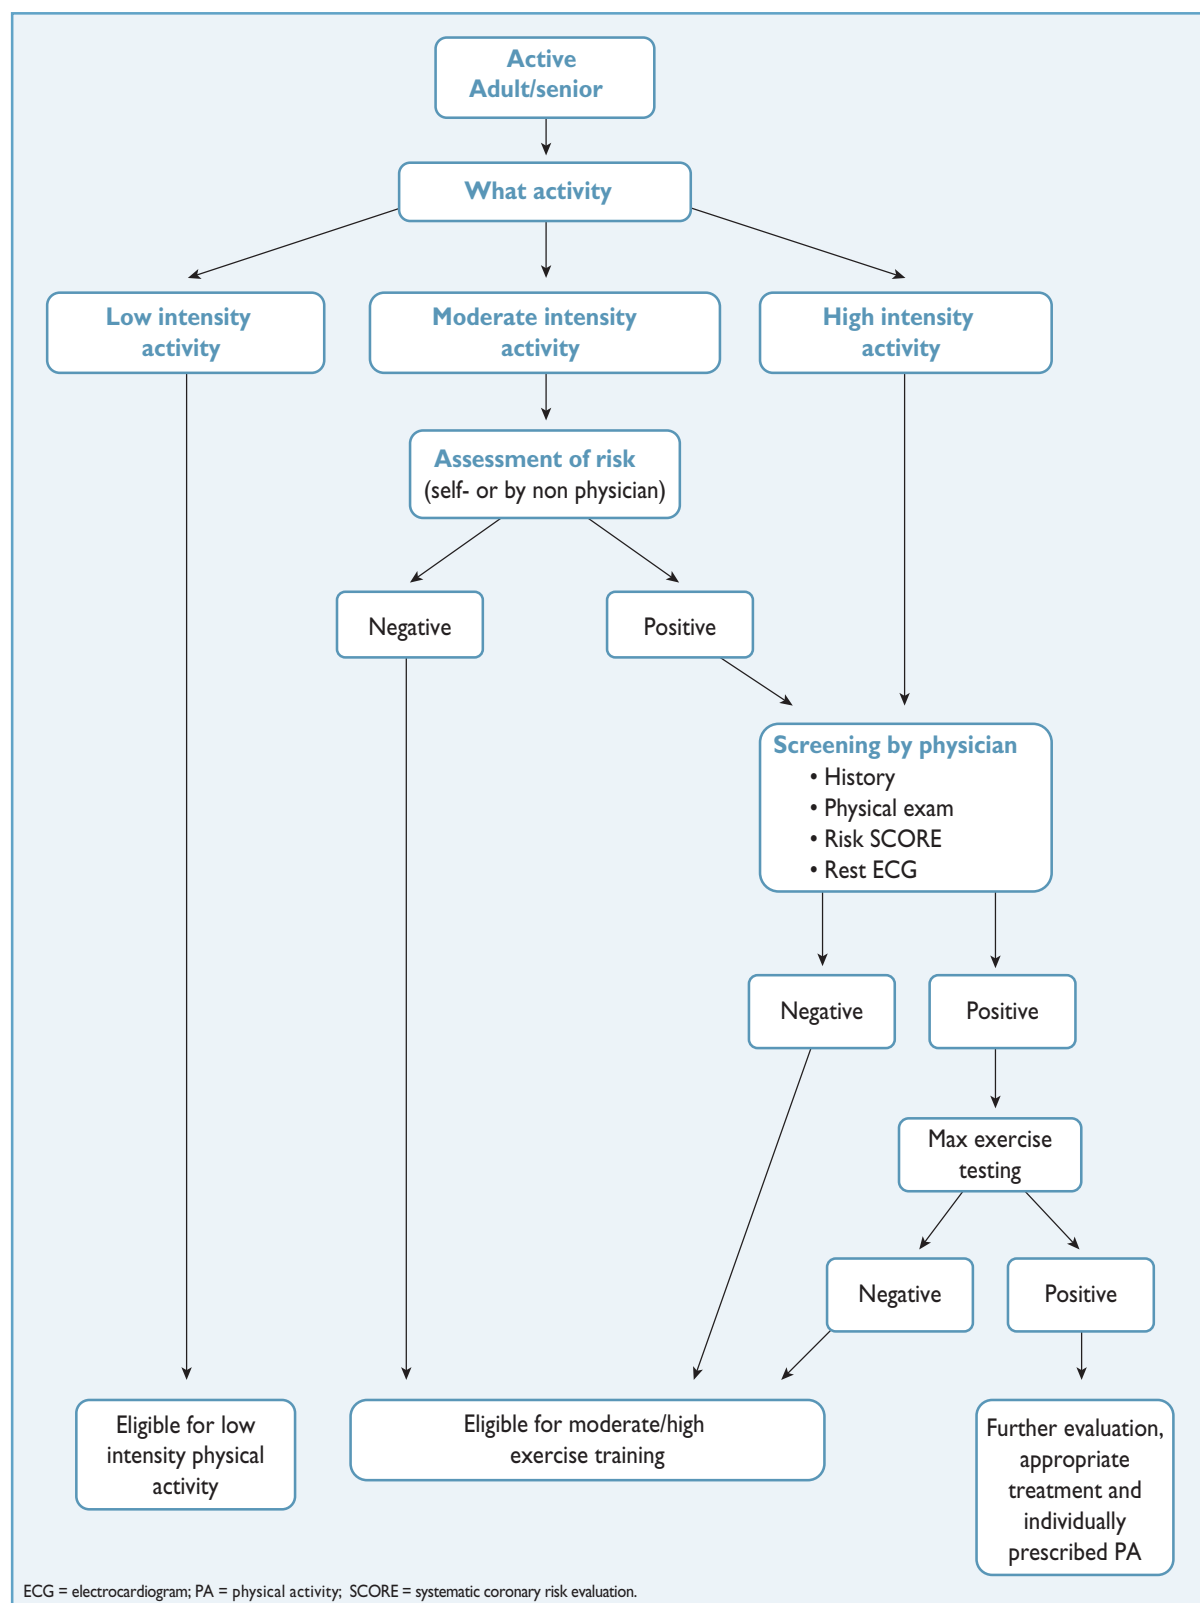 Active
Adult/senior
What activity
Low intensity
activity
Moderate intensity
activity
High intensity
activity
Assessment of risk
(self- or by non physician)
Negative
Positive
Screening by physician
• History
• Physical exam
• Risk SCORE
• Rest ECG
Negative
Positive
Max exercise
testing
Negative
Positive
Eligible for low
intensity physical
activity
Eligible for moderate/high
exercise training
Further evaluation,
appropriate
treatment and
individually
prescribed PA
ECG = electrocardiogram; PA = physical activity; SCORE = systematic coronary risk evaluation.